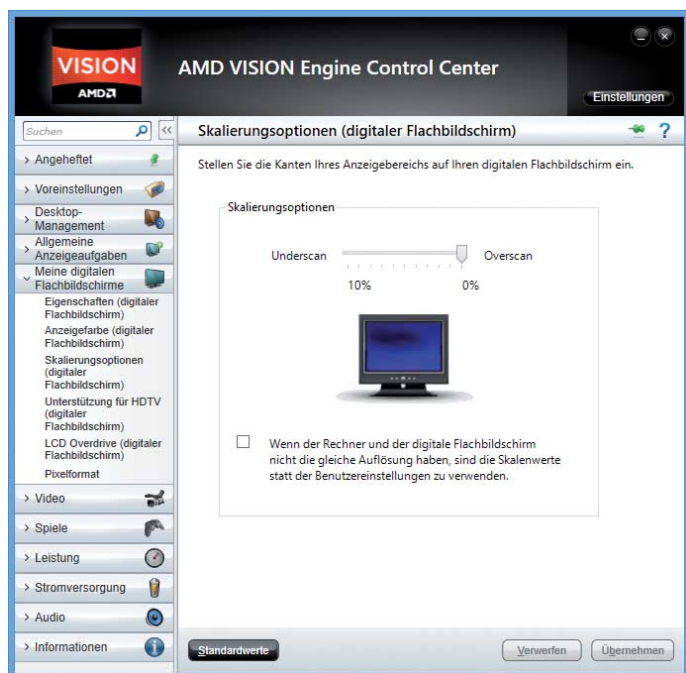 VISION
AMD
AMD VISION Engine Control Center
Einstellungen
Suchen
<<
Skalierungsoptionen (digitaler Flachbildschirm)
?
> Angeheftet
> Voreinstellungen
> Desktop-
Management
> Allgemeine
Anzeigeaufgaben
Meine digitalen
Flachbildschirme
Eigenschaften (digitaler
Flachbildschirm)
Anzeigefarbe (digitaler
Flachbildschirm)
Skalierungsoptionen
(digitaler
Flachbildschirm)
Unterstützung für HDTV
(digitaler
Flachbildschirm)
LCD Overdrive (digitaler
Flachbildschirm)
Pixelformat
> Video
> Spiele
> Leistung
> Stromversorgung
> Audio
> Informationen
Stellen Sie die Kanten Ihres Anzeigebereichs auf Ihren digitalen Flachbildschirm ein.
Skalierungsoptionen
Underscan Overscan
10% 0%
Wenn der Rechner und der digitale Flachbildschirm
nicht die gleiche Auflösung haben, sind die Skalenwerte
statt der Benutzereinstellungen zu verwenden.
Standardwerte
Verwerfen
Übernehmen